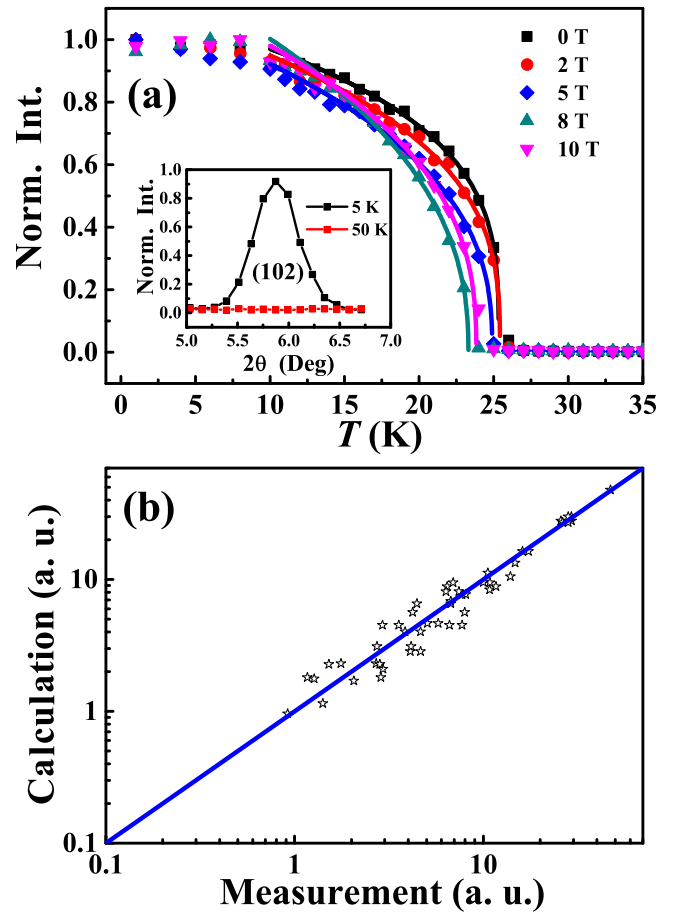 (a)
Norm. Int.
1.0
0.8
0.6
0.4
0.2
0.0
0 T
2 T
5 T
8 T
10 T
Norm. Int.
1.0
0.8
0.6
0.4
0.2
0.0
5 K
50 K
(102)
5.0 5.5 6.0 6.5 7.0
2θ (Deg)
0 5 10 15 20 25 30 35
T (K)
(b)
Calculation (a. u.)
10
1
0.1
0.1 1 10
Measurement (a. u.)